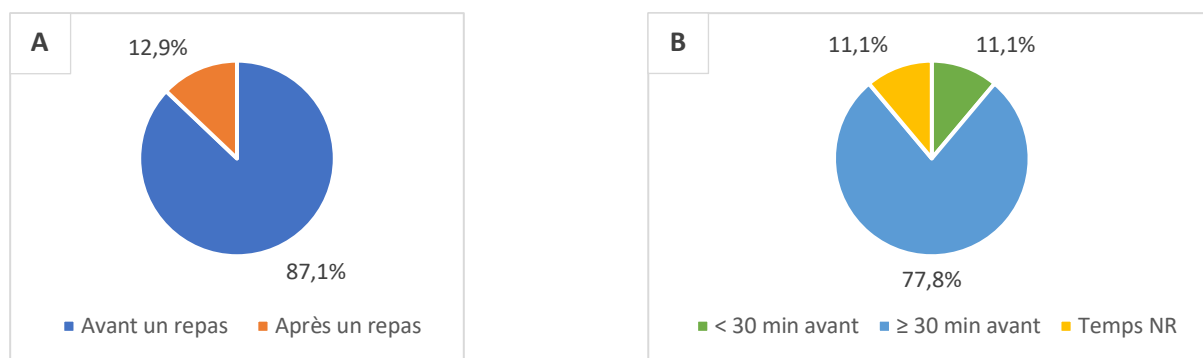 A
12,9%
87,1%
Avant un repas Après un repas
B
11,1% 11,1%
77,8%
< 30 min avant ≥ 30 min avant Temps NR